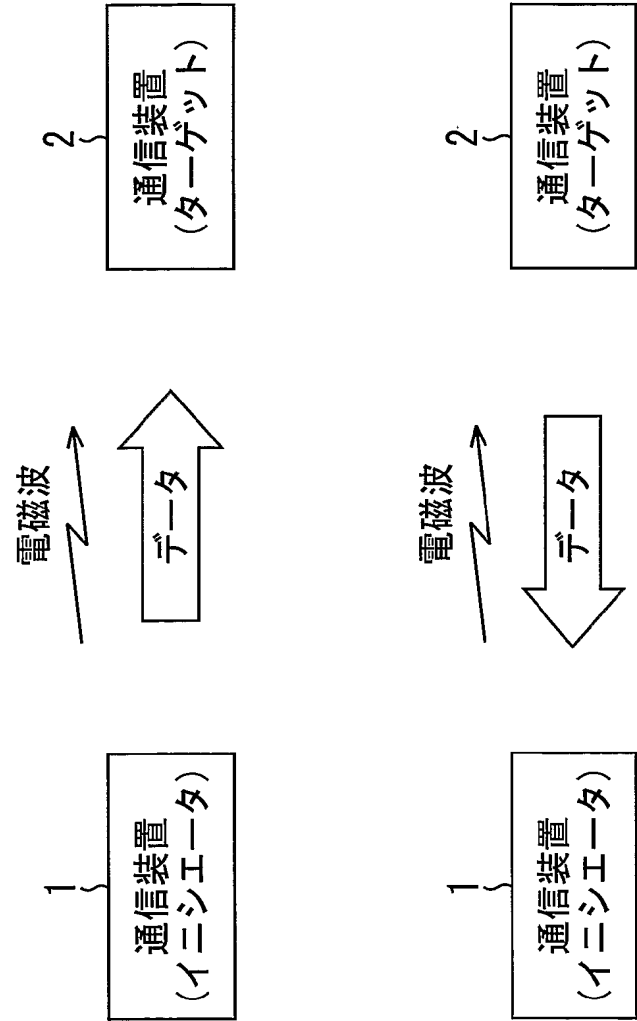 1
通信装置
(イニシエータ)
電磁波
データ
2
通信装置
(ターゲット)
1
通信装置
(イニシエータ)
電磁波
データ
2
通信装置
(ターゲット)